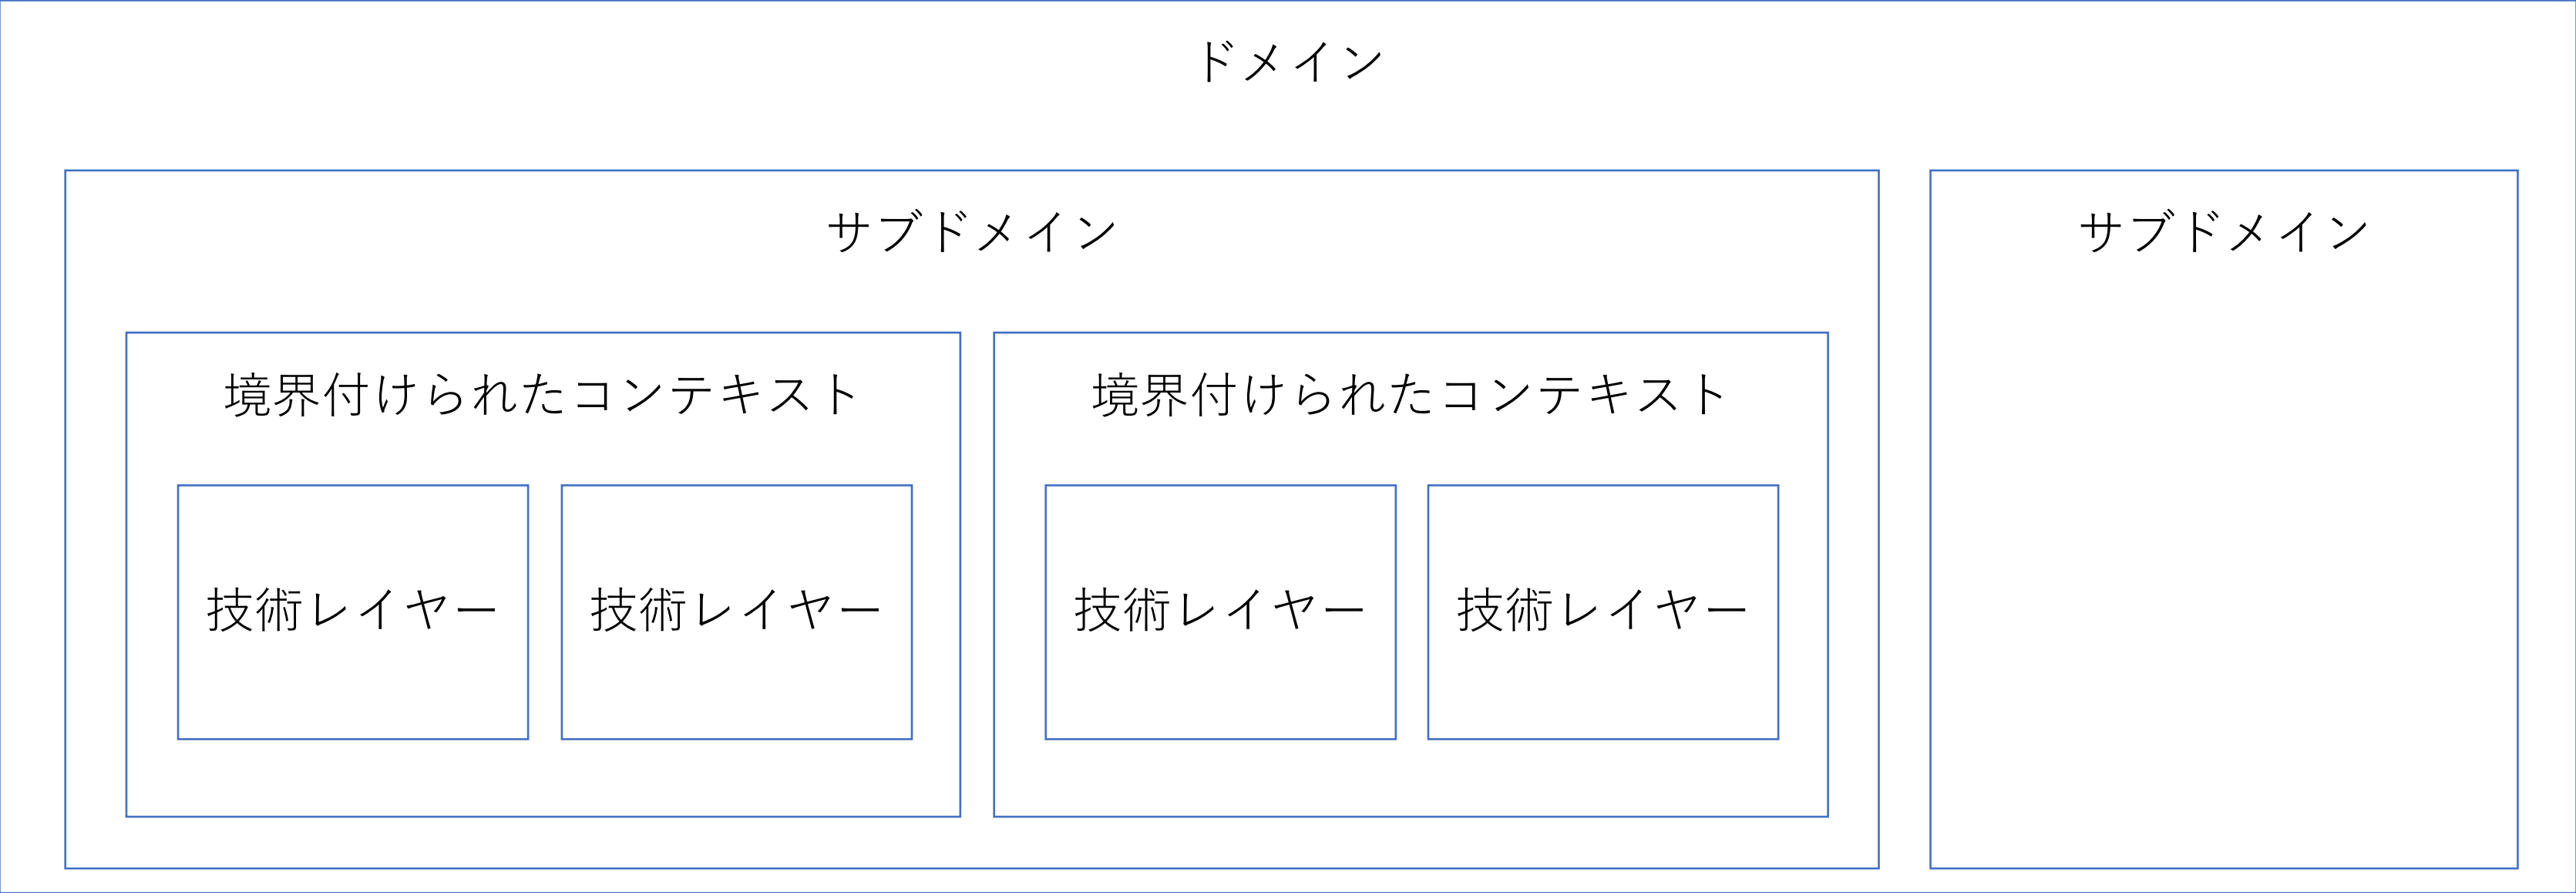 ドメイン
サブドメイン
サブドメイン
境界付けられたコンテキスト
境界付けられたコンテキスト
技術レイヤー
技術レイヤー
技術レイヤー
技術レイヤー